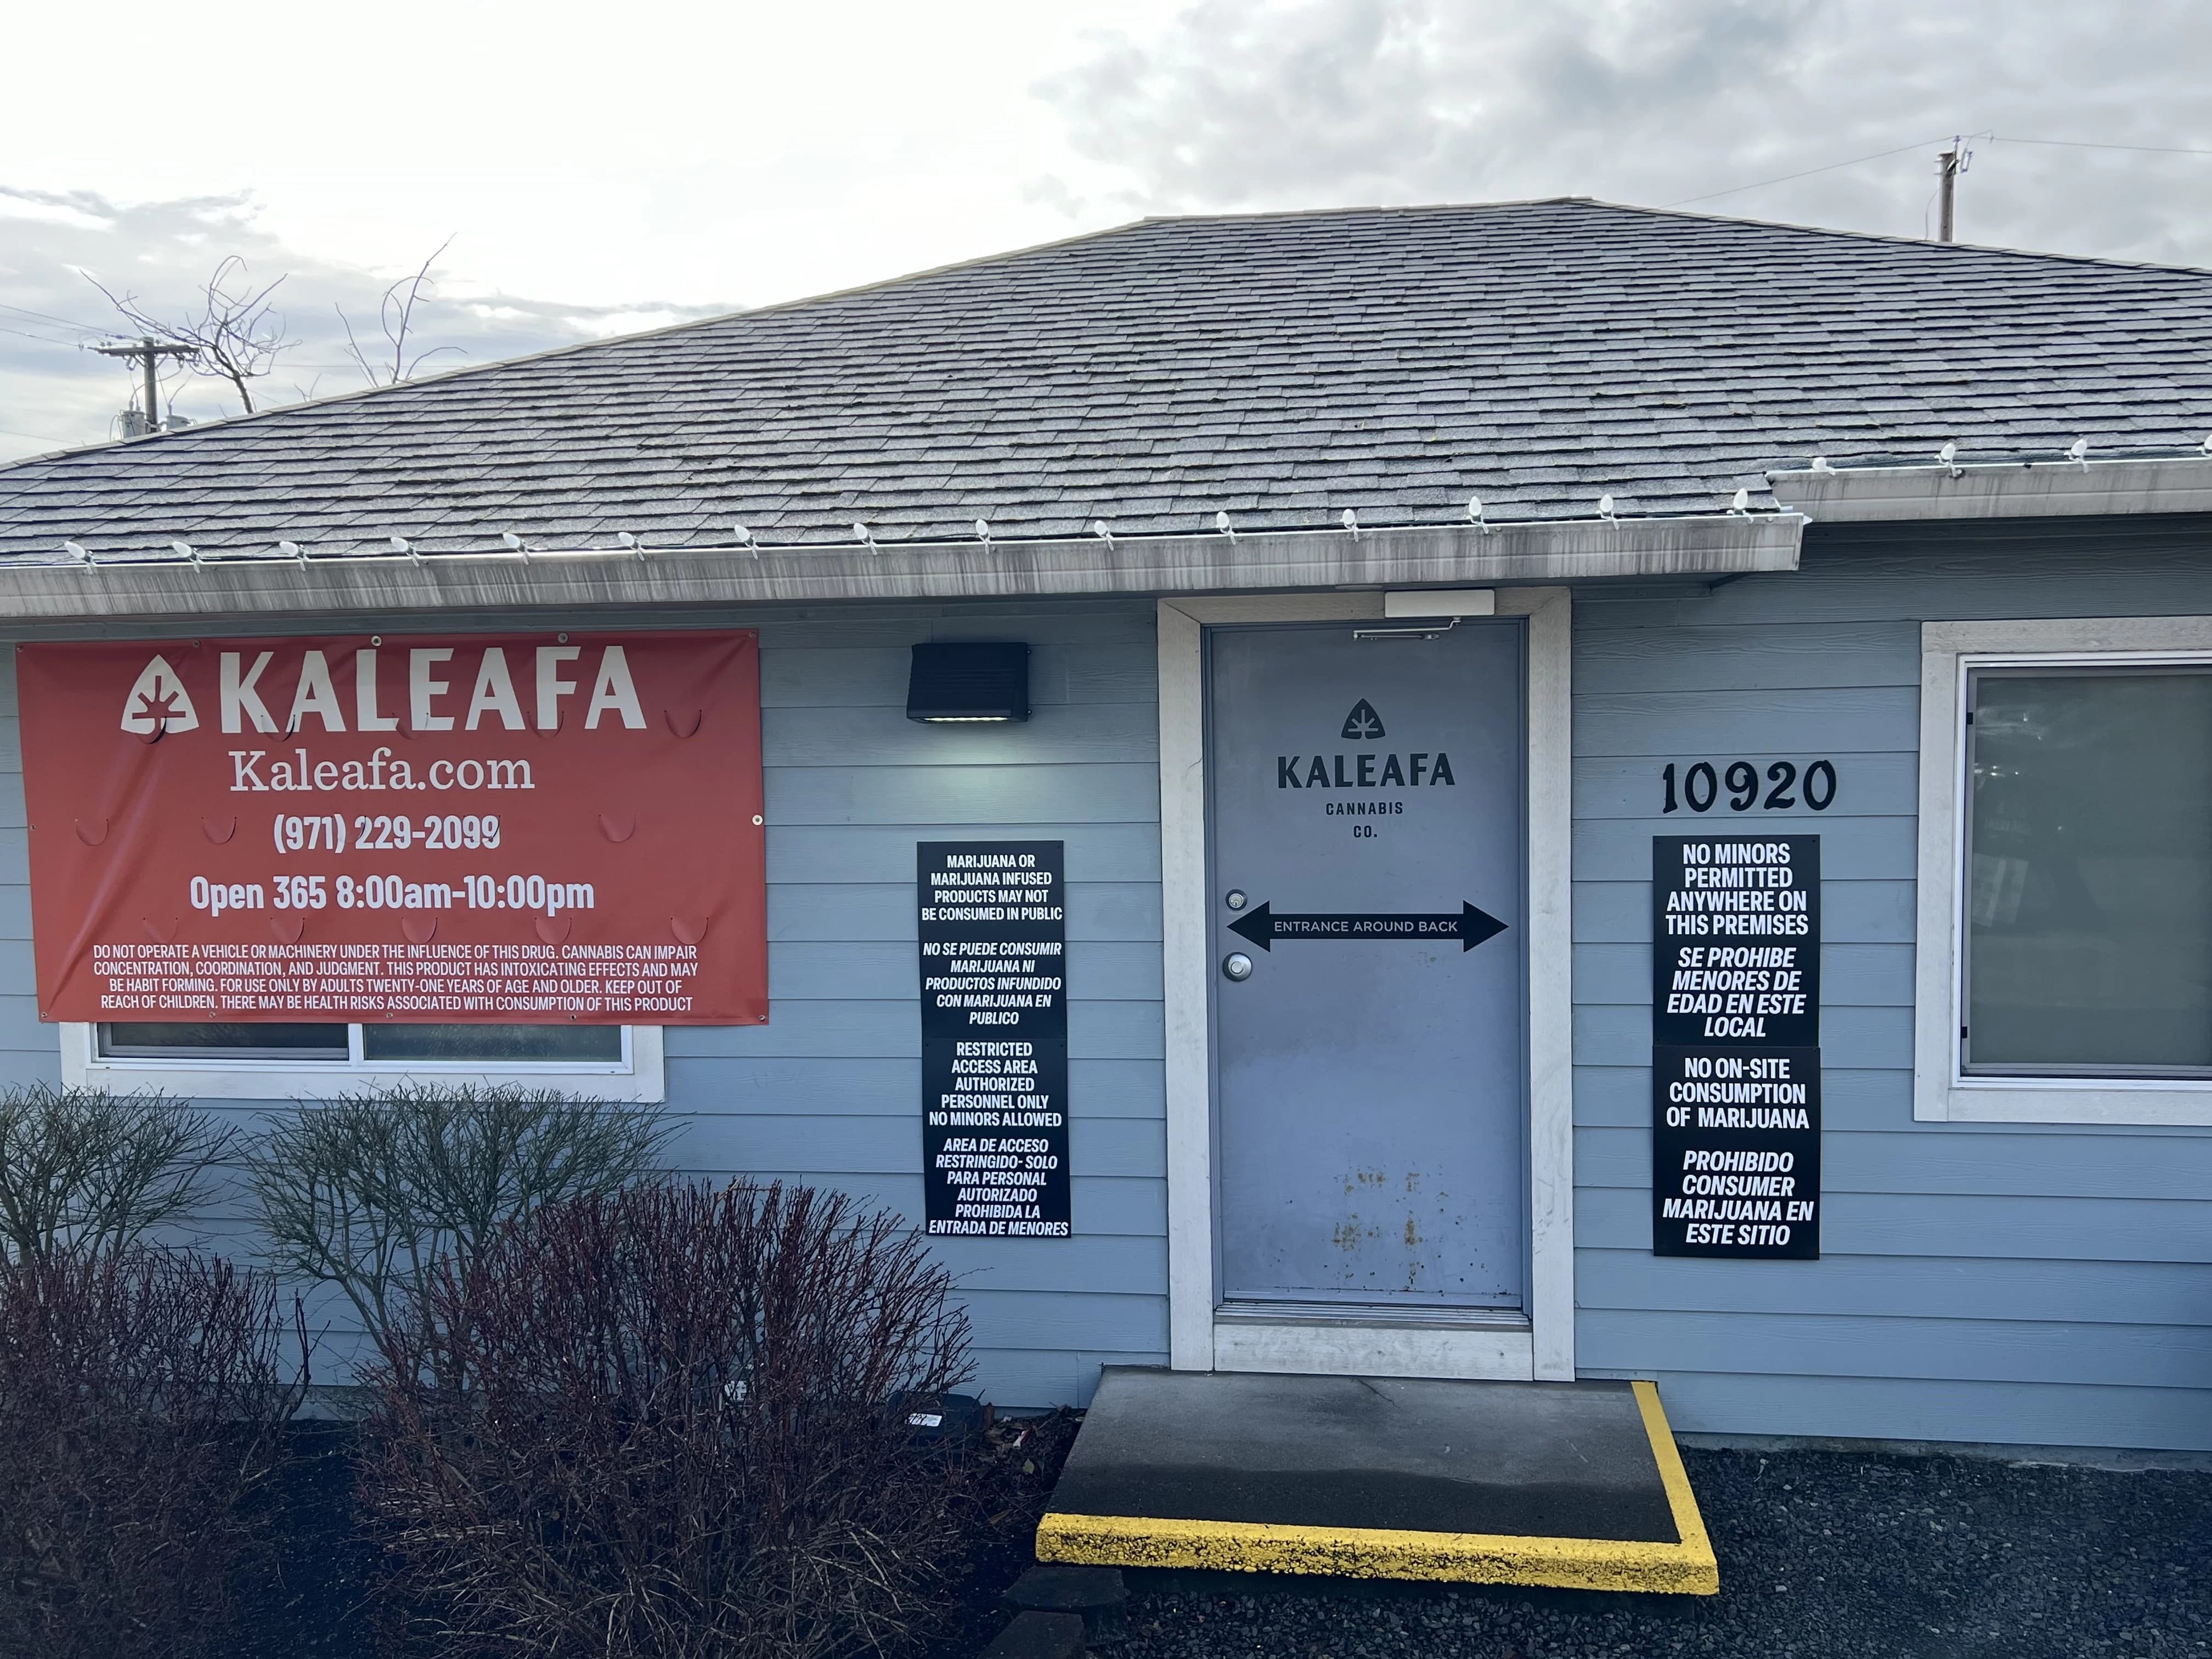 KALEAFA
Kaleafa.com
(971) 229-2099
Open 365 8:00am-10:00pm
DO NOT OPERATE A VEHICLE OR MACHINERY UNDER THE INFLUENCE OF THIS DRUG. CANNABIS CAN IMPAIR
CONCENTRATION, COORDINATION, AND JUDGMENT. THIS PRODUCT HAS INTOXICATING EFFECTS AND MAY
BE HABIT FORMING. FOR USE ONLY BY ADULTS TWENTY-ONE YEARS OF AGE AND OLDER. KEEP OUT OF
REACH OF CHILDREN. THERE MAY BE HEALTH RISKS ASSOCIATED WITH CONSUMPTION OF THIS PRODUCT
MARIJUANA OR
MARIJUANA INFUSED
PRODUCTS MAY NOT
BE CONSUMED IN PUBLIC
NO SE PUEDE CONSUMIR
MARIJUANA NI
PRODUCTOS INFUNDIDO
CON MARIJUANA EN
PUBLICO
RESTRICTED
ACCESS AREA
AUTHORIZED
PERSONNEL ONLY
NO MINORS ALLOWED
AREA DE ACCESO
RESTRINGIDO- SOLO
PARA PERSONAL
AUTORIZADO
PROHIBIDA LA
ENTRADA DE MENORES
KALEAFA
CANNABIS
CO.
ENTRANCE AROUND BACK
10920
NO MINORS
PERMITTED
ANYWHERE ON
THIS PREMISES
SE PROHIBE
MENORES DE
EDAD EN ESTE
LOCAL
NO ON-SITE
CONSUMPTION
OF MARIJUANA
PROHIBIDO
CONSUMER
MARIJUANA EN
ESTE SITIO